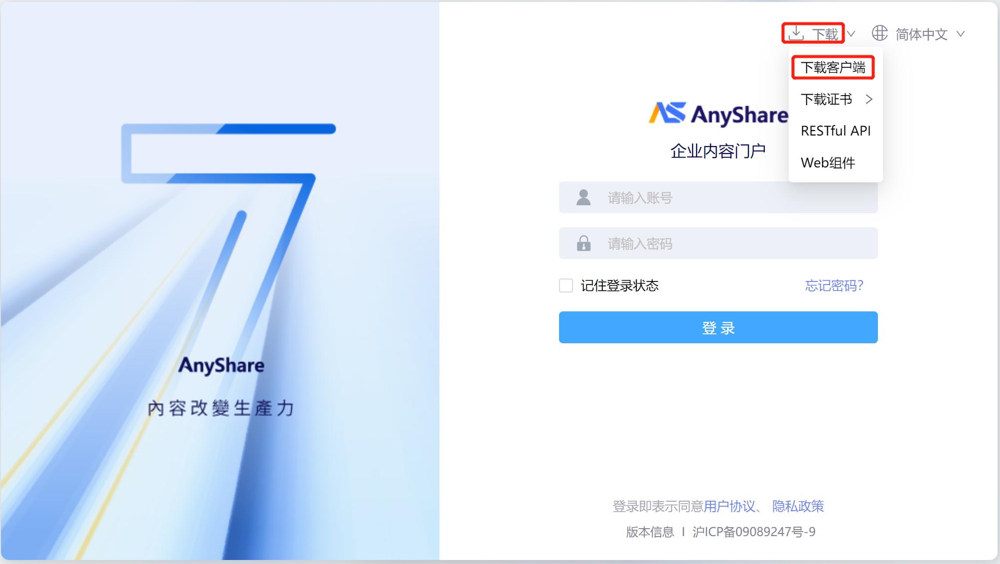 下载
简体中文
下载客户端
下载证书
RESTful API
Web组件
AnyShare
企业内容门户
请输入账号
请输入密码
记住登录状态
忘记密码?
登 录
AnyShare
內容改變生產力
登录即表示同意用户协议、 隐私政策
版本信息 | 沪ICP备09089247号-9